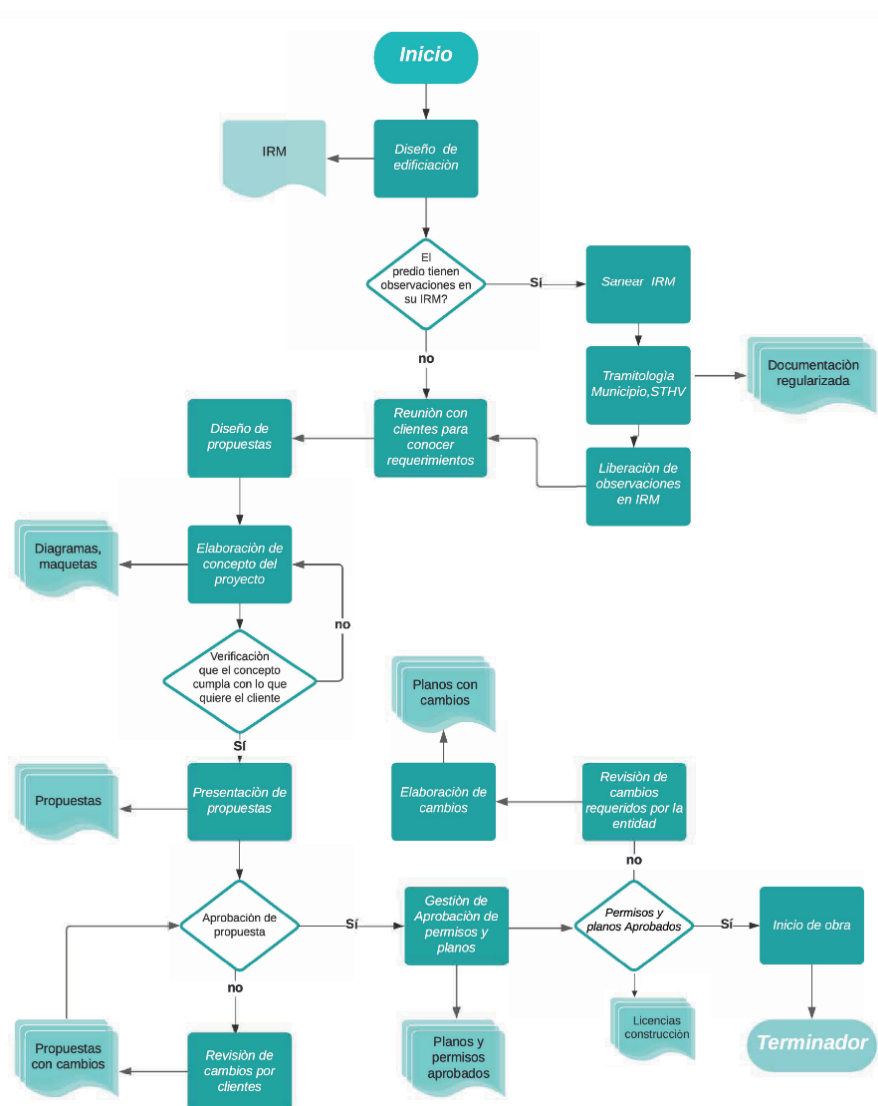 Inicio
IRM
Diseño de
edificiaciòn
El
predio tienen
observaciones en
su IRM?
Sí
Sanear IRM
no
Tramitologìa
Municipio,STHV
Documentaciòn
regularizada
Diseño de
propuestas
Reuniòn con
clientes para
conocer
requerimientos
Liberaciòn de
observaciones
en IRM
Diagramas,
maquetas
Elaboraciòn de
concepto del
proyecto
no
Verificaciòn
que el concepto
cumpla con lo que
quiere el cliente
Planos con
cambios
Sí
Propuestas
Presentaciòn de
propuestas
Elaboraciòn de
cambios
Revisiòn de
cambios
requeridos por la
entidad
no
Aprobaciòn de
propuesta
Sí
Gestiòn de
Aprobaciòn de
permisos y
planos
Permisos y
planos Aprobados
Sí
Inicio de obra
no
Propuestas
con cambios
Revisiòn de
cambios por
clientes
Planos y
permisos
aprobados
Licencias
construcciòn
Terminador